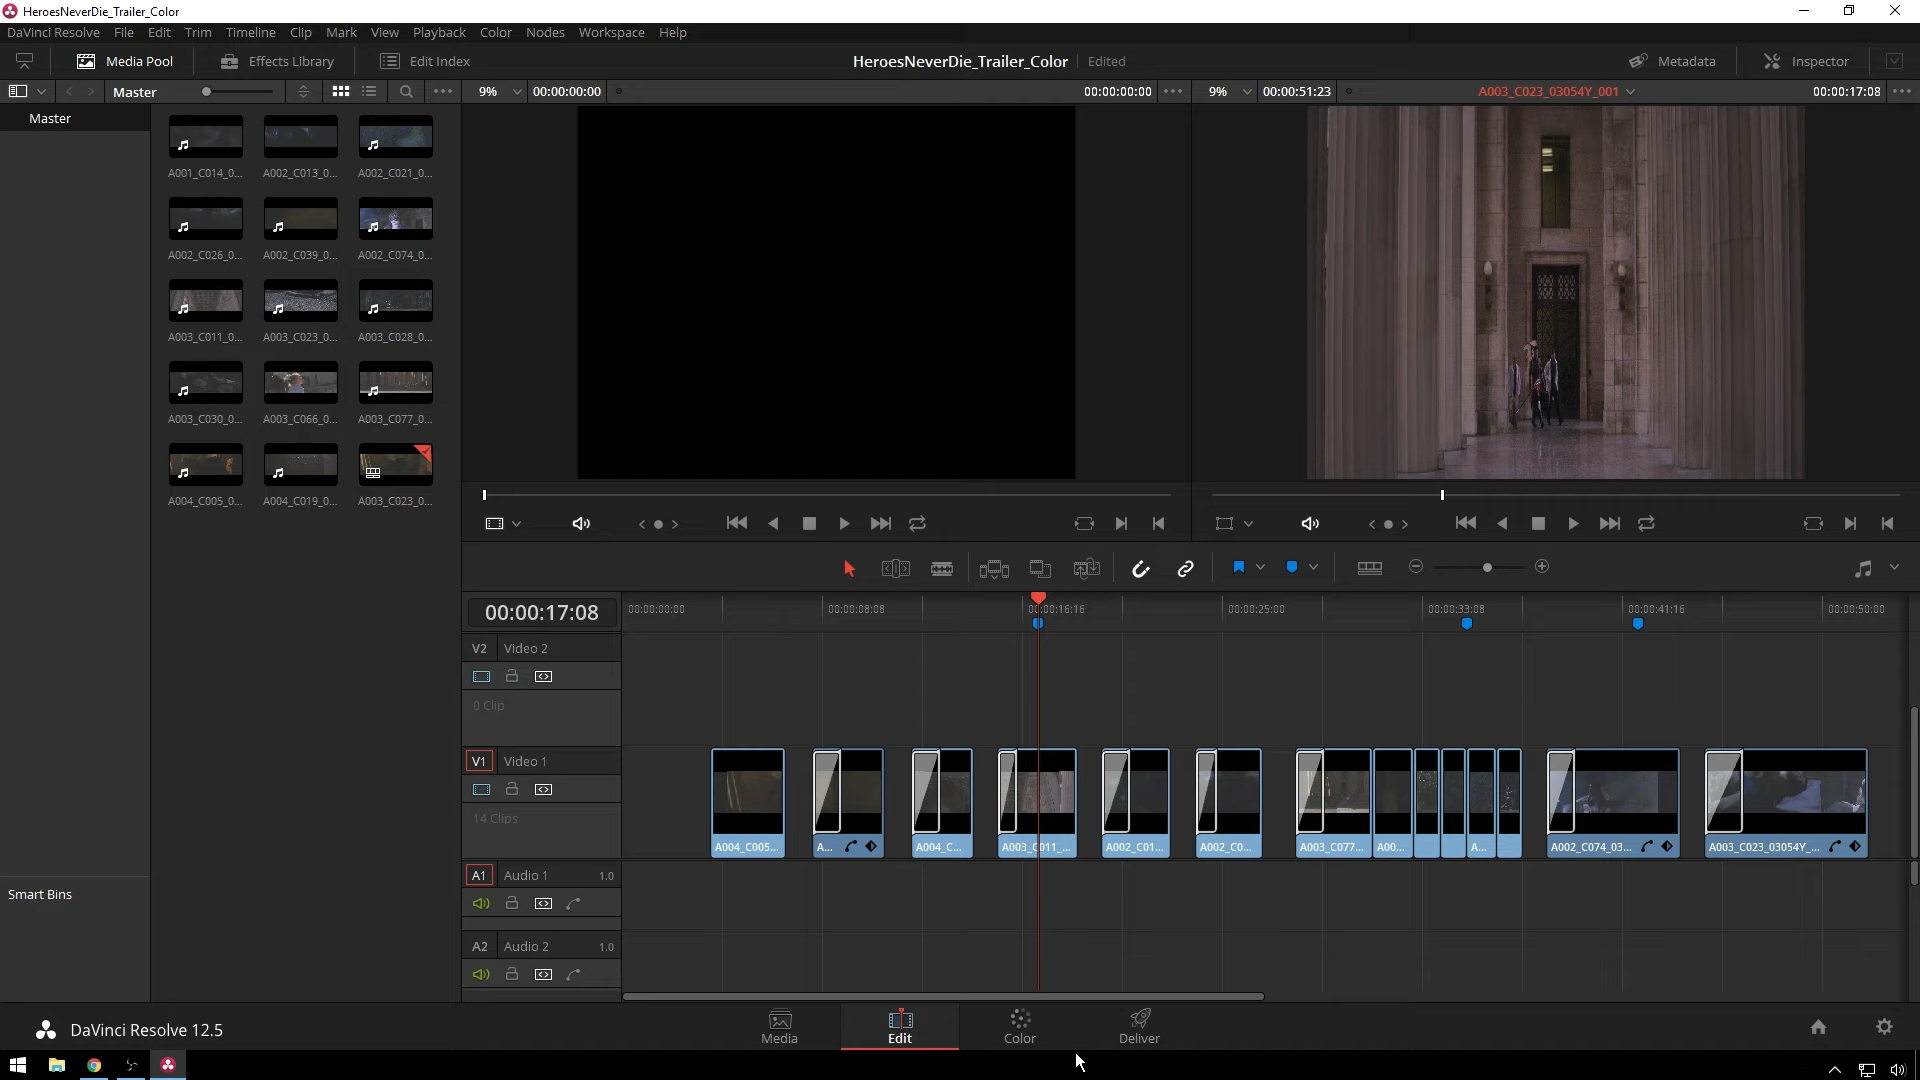 HeroesNeverDie_Trailer_Color
DaVinci Resolve File Edit Trim Timeline Clip Mark View Playback Color Nodes Workspace Help
Media Pool Effects Library Edit Index HeroesNeverDie_Trailer_Color Edited Metadata Inspector
Master 9% 00:00:00:00 00:00:00:00 9% 00:00:51:23 A003_C023_03054Y_001 00:00:17:08
Master
A001_C014_0... A002_C013_0... A002_C021_0...
A002_C026_0... A002_C039_0... A002_C074_0...
A003_C011_0... A003_C023_0... A003_C028_0...
A003_C030_0... A003_C066_0... A003_C077_0...
A004_C005_0... A004_C019_0... A003_C023_0...
00:00:17:08 00:00:00:00 00:00:08:08 00:00:16:16 00:00:25:00 00:00:33:08 00:00:41:16 00:00:50:00
V2 Video 2
0 Clip
V1 Video 1
14 Clips
A004_C005... A... A004_C... A003_C011_... A002_C01... A002_C0... A003_C077... A00... A... A002_C074_03... A003_C023_03054Y_...
A1 Audio 1 1.0
Smart Bins
A2 Audio 2 1.0
DaVinci Resolve 12.5
Media Edit Color Deliver